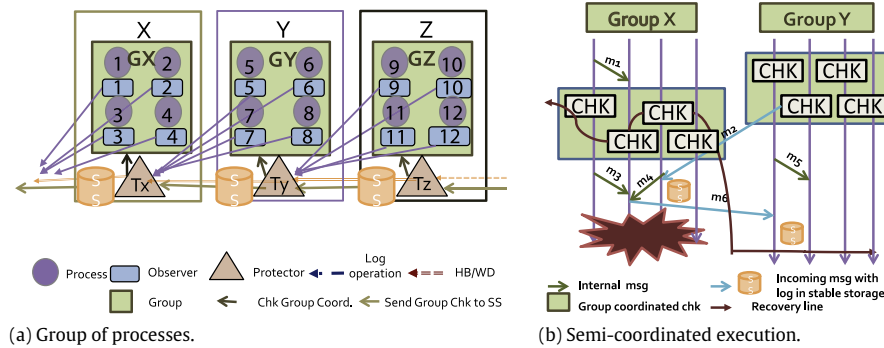 X
Y
Z
GX
GY
GZ
1 2
5 6
9 10
1 2
5 6
9 10
3 4
7 8
11 12
3 4
7 8
11 12
S S
Tx
S S
Ty
S S
Tz
Process
Observer
Protector
Log operation
HB/WD
Group
Chk Group Coord.
Send Group Chk to SS
(a) Group of processes.
Group X
Group Y
m1
CHK
CHK
CHK
CHK
CHK
CHK
CHK
CHK
m2
m3
m4
m5
m6
S S
S S
Internal msg
S S
Incoming msg with
log in stable storage
Group coordinated chk
Recovery line
(b) Semi-coordinated execution.